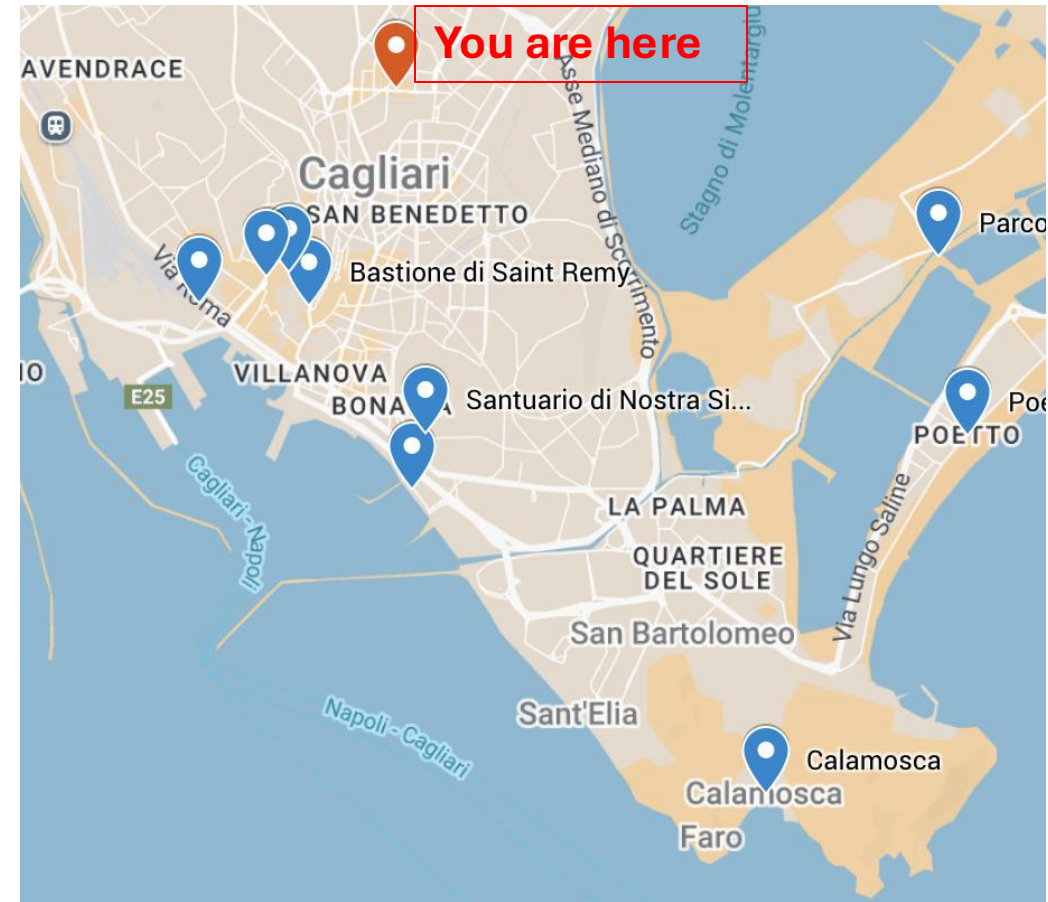 You are here
AVENDRACE
Asse Mediano di Scorrimento
Stagno di Molentargiu
Cagliari
SAN BENEDETTO
Parco
Via Roma
Bastione di Saint Remy
VILLANOVA
BONARIA
Santuario di Nostra Si...
E25
IO
Poe
POETTO
Cagliari - Napoli
LA PALMA
QUARTIERE
DEL SOLE
Via Lungo Saline
San Bartolomeo
Sant'Elia
Napoli - Cagliari
Calamosca
Calamosca
Faro